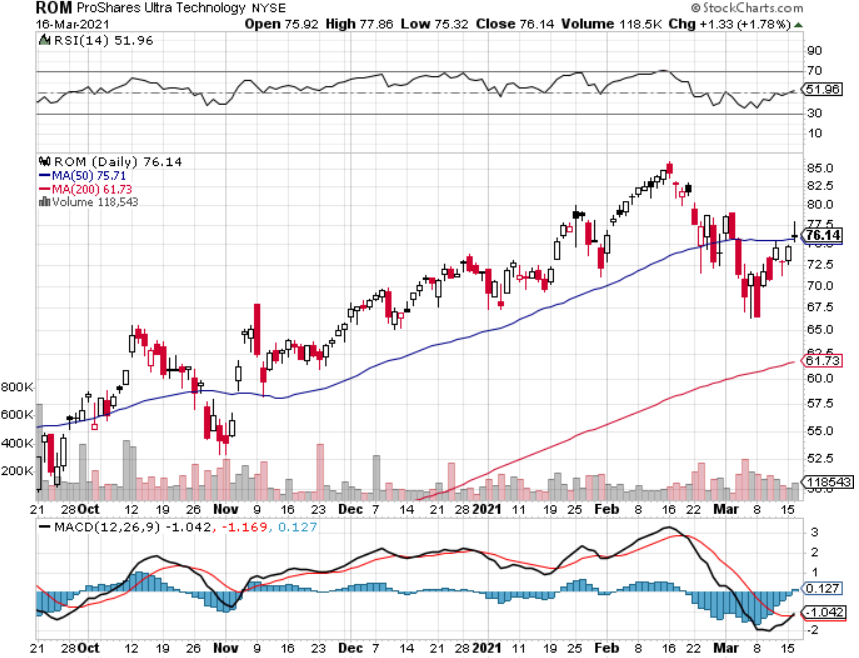 ROM ProShares Ultra Technology NYSE © StockCharts.com
16-Mar-2021 Open 75.92 High 77.86 Low 75.32 Close 76.14 Volume 118.5K Chg +1.33 (+1.78%)
RSI(14) 51.96
90
70
51.96
30
10
ROM (Daily) 76.14
MA(50) 75.71
MA(200) 61.73
Volume 118,543
85.0
82.5
80.0
77.5
76.14
72.5
70.0
67.5
65.0
61.73
60.0
800K 57.5
600K
55.0
400K
52.5
200K
118543
21 28 Oct 12 19 26 Nov 9 16 23 Dec 7 14 21 28 2021 11 19 25 Feb 8 16 22 Mar 8 15
MACD(12,26,9) -1.042, -1.169, 0.127
3
2
1
0.127
-1.042
-2
21 28 Oct 12 19 26 Nov 9 16 23 Dec 7 14 21 28 2021 11 19 25 Feb 8 16 22 Mar 8 15